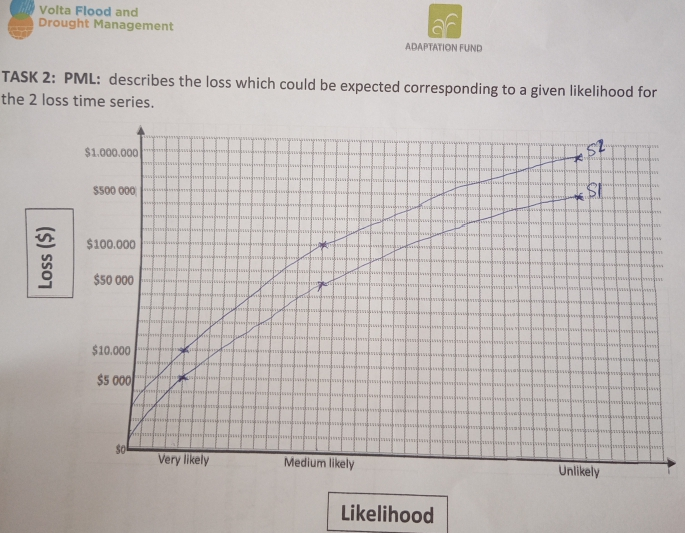 Volta Flood and
Drought Management
ADAPTATION FUND
TASK 2: PML: describes the loss which could be expected corresponding to a given likelihood for
the 2 loss time series.
$1.000.000
S2
$500 000
S1
Loss ($)
$100.000
$50 000
$10.000
$5 000
$0
Very likely
Medium likely
Unlikely
Likelihood